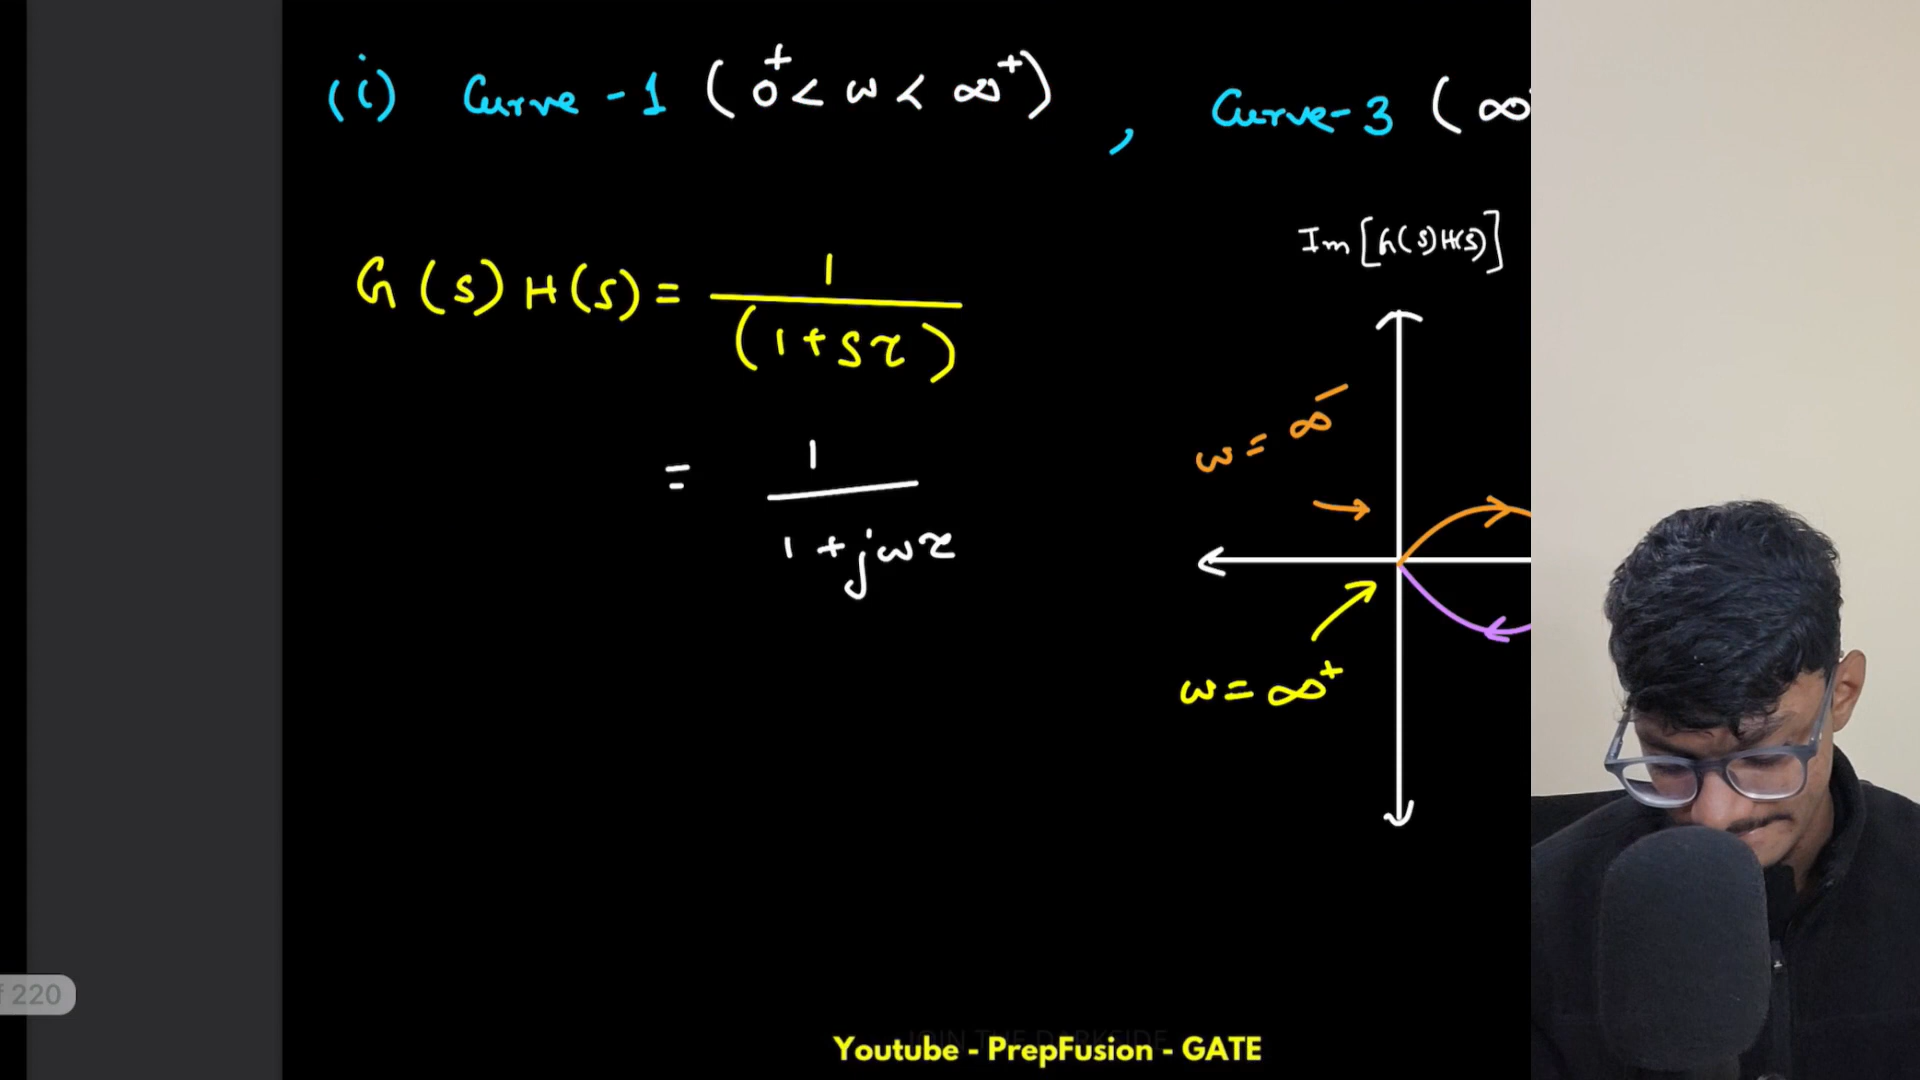 (i) Curve - 1 (0⁺ < ω < ∞⁺) , Curve-3 (∞
Im[G(s)H(s)]
G(s)H(s) = 1 / (1+sτ)
= 1 / 1+jωτ
ω = ∞⁻
ω = ∞⁺
220
Youtube - PrepFusion - GATE